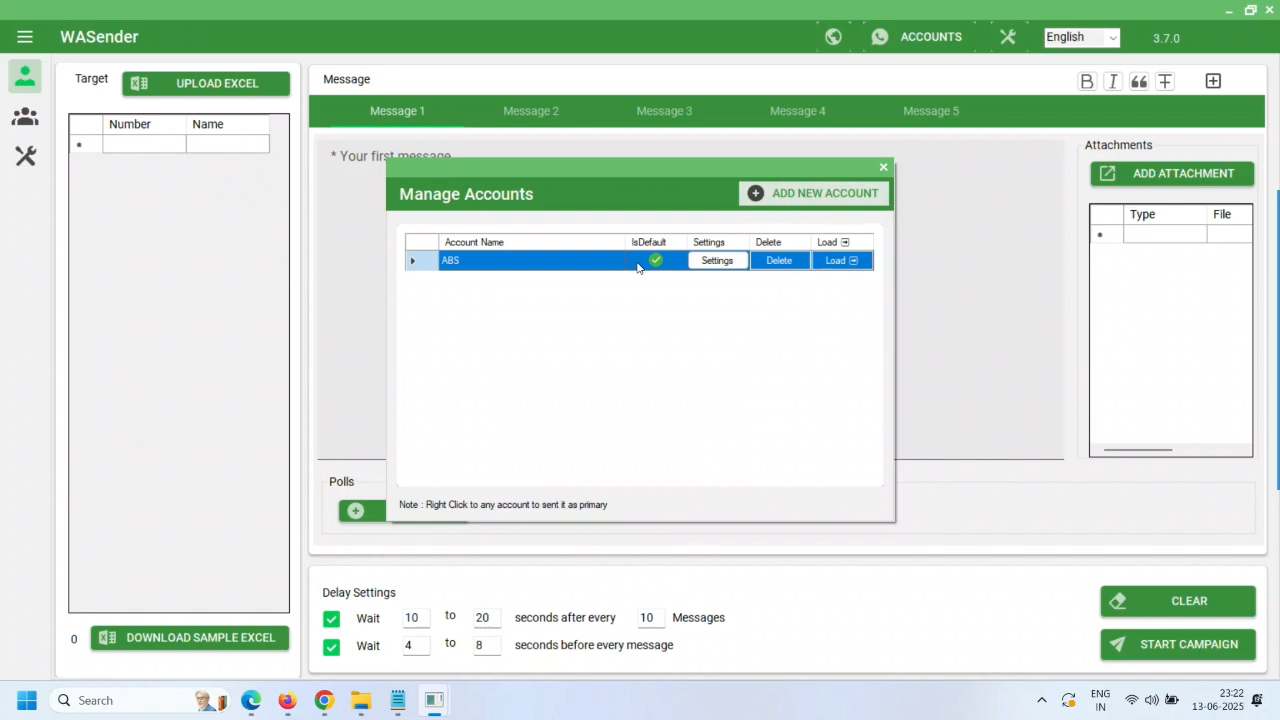 WASender
ACCOUNTS
English
3.7.0
Target
UPLOAD EXCEL
Number
Name
0
DOWNLOAD SAMPLE EXCEL
Message
B
I
T
Message 1
Message 2
Message 3
Message 4
Message 5
* Your first message
Attachments
ADD ATTACHMENT
Type
File
Manage Accounts
ADD NEW ACCOUNT
Account Name
IsDefault
Settings
Delete
Load
ABS
Settings
Delete
Load
Note : Right Click to any account to sent it as primary
Polls
Delay Settings
Wait 10 to 20 seconds after every 10 Messages
Wait 4 to 8 seconds before every message
CLEAR
START CAMPAIGN
Search
ENG
IN
23:22
13-06-2025